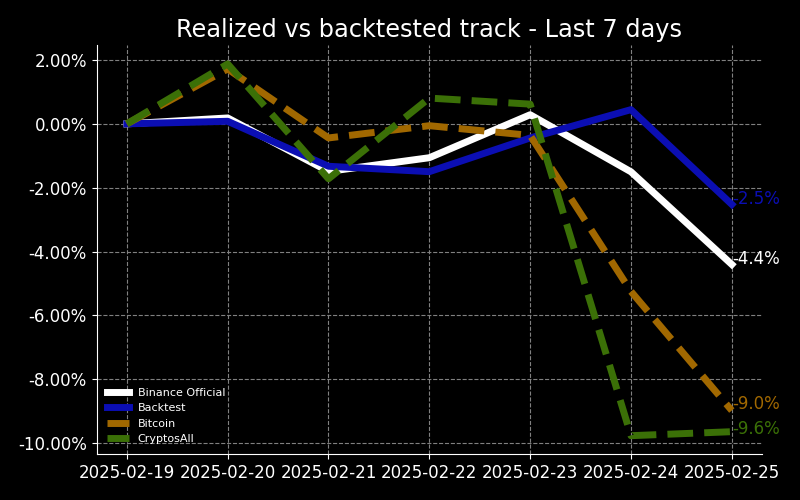 Realized vs backtested track - Last 7 days
2.00%
0.00%
-2.00%
-4.00%
-6.00%
-8.00%
-10.00%
-2.5%
-4.4%
-9.0%
-9.6%
Binance Official
Backtest
Bitcoin
CryptosAll
2025-02-19 2025-02-20 2025-02-21 2025-02-22 2025-02-23 2025-02-24 2025-02-25